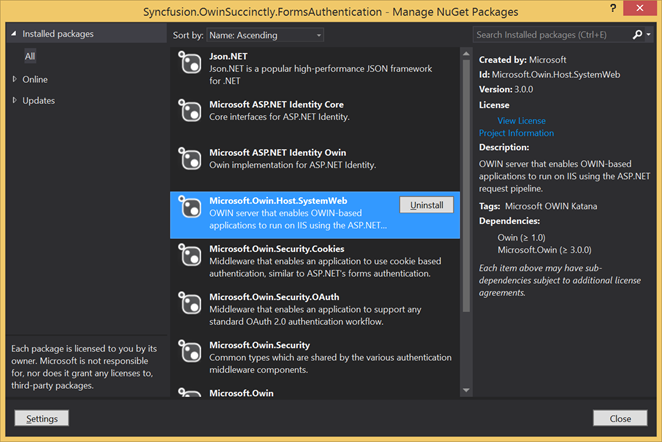 Syncfusion.OwinSuccinctly.FormsAuthentication - Manage NuGet Packages
Installed packages
All
Online
Updates
Each package is licensed to you by its
owner. Microsoft is not responsible
for, nor does it grant any licenses to,
third-party packages.
Settings
Sort by: Name: Ascending
Json.NET
Json.NET is a popular high-performance JSON framework
for .NET
Microsoft ASP.NET Identity Core
Core interfaces for ASP.NET Identity.
Microsoft ASP.NET Identity Owin
Owin implementation for ASP.NET Identity.
Microsoft.Owin.Host.SystemWeb
OWIN server that enables OWIN-based
applications to run on IIS using the ASP.NET...
Uninstall
Microsoft.Owin.Security.Cookies
Middleware that enables an application to use cookie based
authentication, similar to ASP.NET's forms authentication.
Microsoft.Owin.Security.OAuth
Middleware that enables an application to support any
standard OAuth 2.0 authentication workflow.
Microsoft.Owin.Security
Common types which are shared by the various authentication
middleware components.
Microsoft.Owin
Search Installed packages (Ctrl+E)
Created by: Microsoft
Id: Microsoft.Owin.Host.SystemWeb
Version: 3.0.0
License
View License
Project Information
Description:
OWIN server that enables OWIN-based
applications to run on IIS using the ASP.NET
request pipeline.
Tags: Microsoft OWIN Katana
Dependencies:
Owin (≥ 1.0)
Microsoft.Owin (≥ 3.0.0)
Each item above may have sub-
dependencies subject to additional license
agreements.
Close